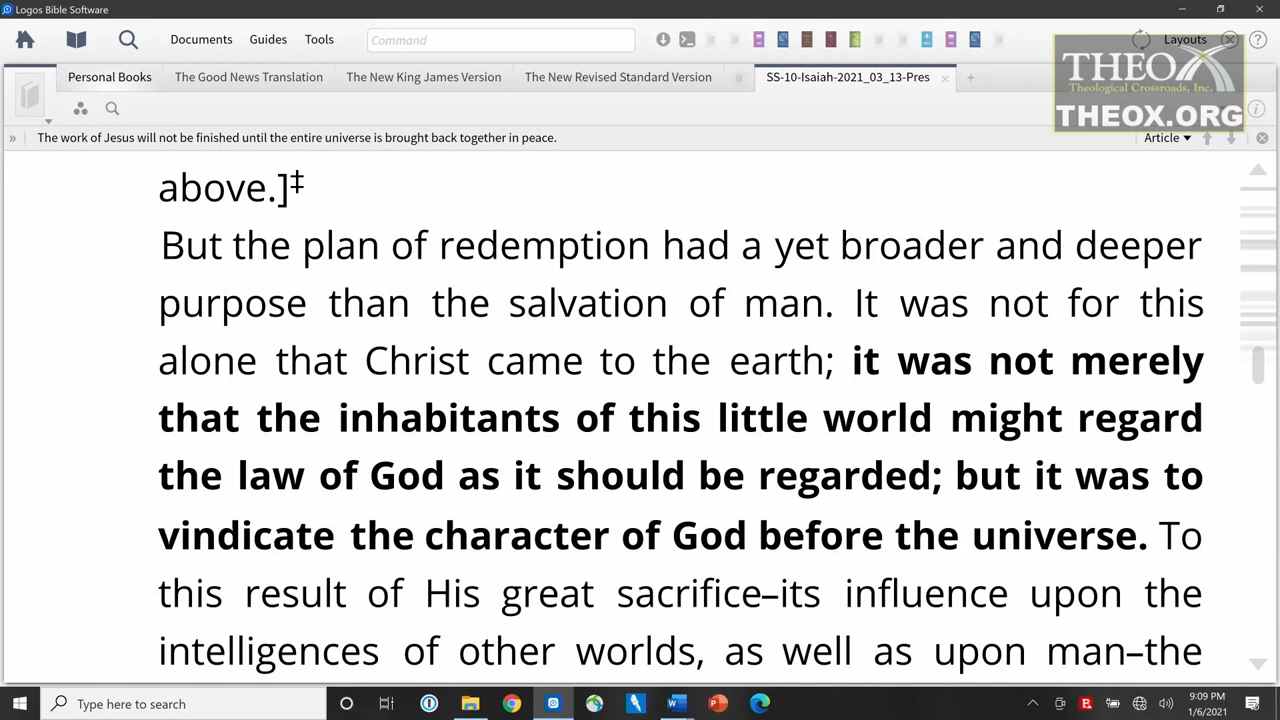 Logos Bible Software
Documents Guides Tools Command Layouts
Personal Books The Good News Translation The New King James Version The New Revised Standard Version SS-10-Isaiah-2021_03_13-Pres
THEOX
Theological Crossroads, Inc.
THEOX.ORG
» The work of Jesus will not be finished until the entire universe is brought back together in peace. Article
above.]‡
But the plan of redemption had a yet broader and deeper
purpose than the salvation of man. It was not for this
alone that Christ came to the earth; it was not merely
that the inhabitants of this little world might regard
the law of God as it should be regarded; but it was to
vindicate the character of God before the universe. To
this result of His great sacrifice–its influence upon the
intelligences of other worlds, as well as upon man–the
Type here to search
9:09 PM
1/6/2021